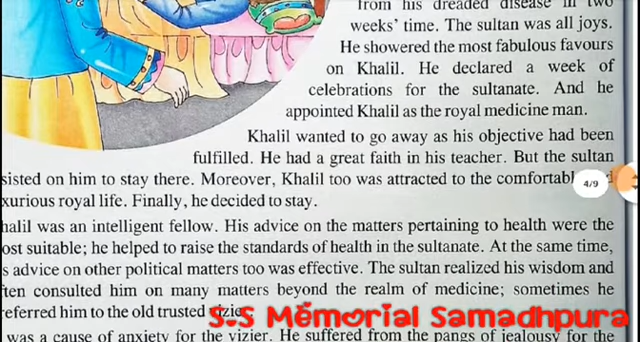 from his dreaded disease in two
weeks' time. The sultan was all joys.
He showered the most fabulous favours
on Khalil. He declared a week of
celebrations for the sultanate. And he
appointed Khalil as the royal medicine man.
Khalil wanted to go away as his objective had been
fulfilled. He had a great faith in his teacher. But the sultan
sisted on him to stay there. Moreover, Khalil too was attracted to the
xurious royal life. Finally, he decided to stay.
halil was an intelligent fellow. His advice on the matters pertaining to health were the
ost suitable; he helped to raise the standards of health in the sultanate. At the same time,
s advice on other political matters too was effective. The sultan realized his wisdom and
ten consulted him on many matters beyond the realm of medicine; sometimes he
referred him to the old trusted vizie
was a cause of anxiety for the vizier. He suffered from the pangs of jealousy for the
4/9
S.S Memorial Samadhpura